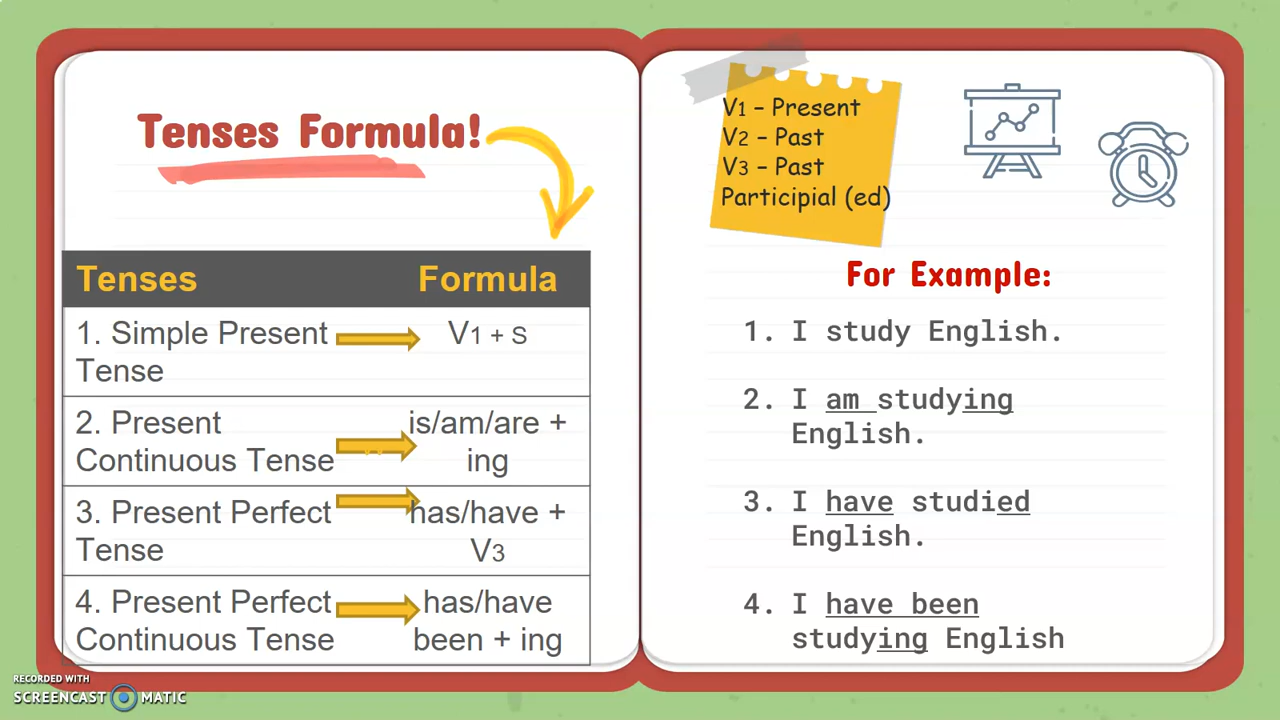 Tenses Formula!
Tenses Formula
1. Simple Present Tense V1 + S
2. Present Continuous Tense is/am/are + ing
3. Present Perfect Tense has/have + V3
4. Present Perfect Continuous Tense has/have been + ing
V1 – Present
V2 – Past
V3 – Past
Participial (ed)
For Example:
1. I study English.
2. I am studying
English.
3. I have studied
English.
4. I have been
studying English
RECORDED WITH
SCREENCAST MATIC